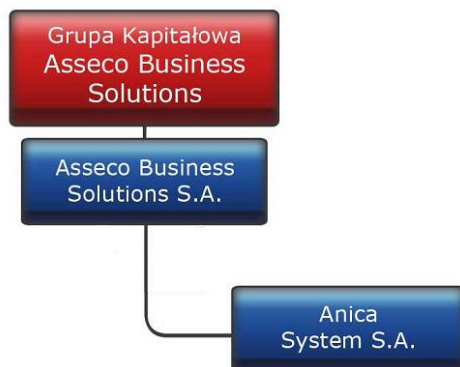 Grupa Kapitałowa
Asseco Business
Solutions
Asseco Business
Solutions S.A.
Anica
System S.A.